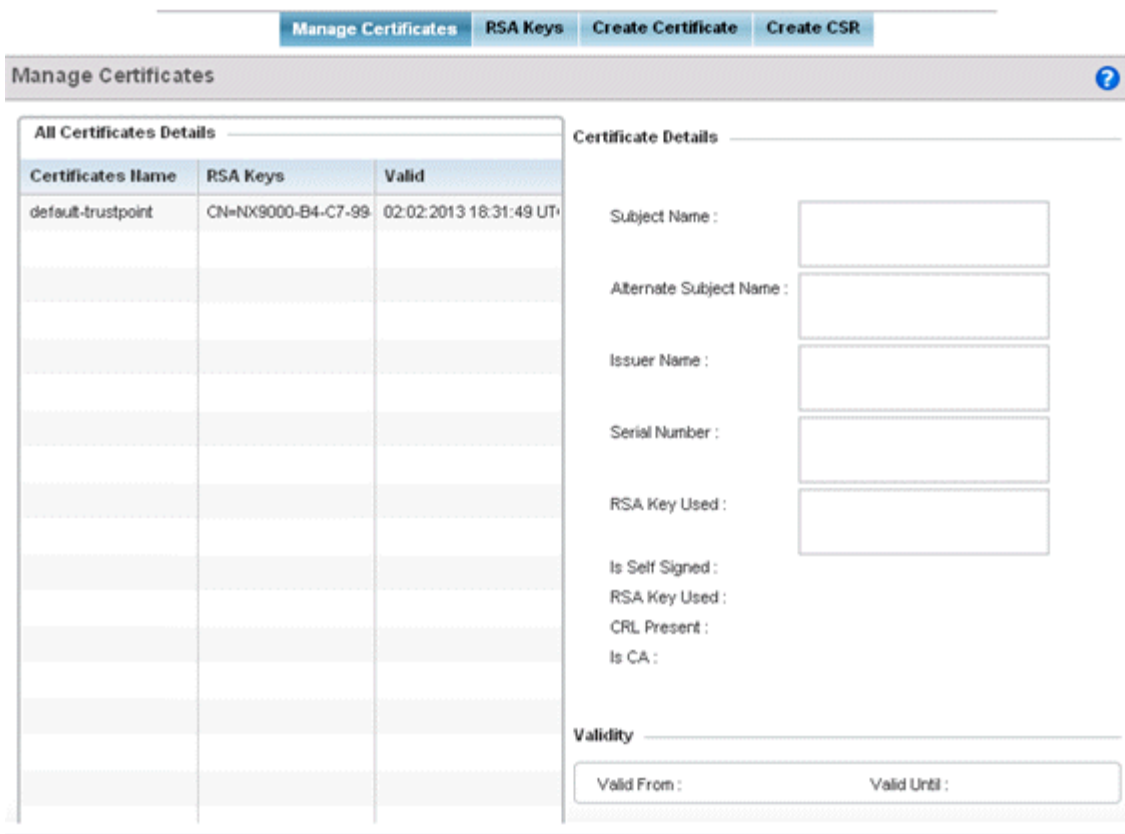 Manage Certificates RSA Keys Create Certificate Create CSR
Manage Certificates ?
All Certificates Details
Certificates Name RSA Keys Valid
default-trustpoint CN=NX9000-B4-C7-99- 02:02:2013 18:31:49 UT
Certificate Details
Subject Name :
Alternate Subject Name :
Issuer Name :
Serial Number :
RSA Key Used :
Is Self Signed :
RSA Key Used :
CRL Present :
Is CA :
Validity
Valid From : Valid Until :